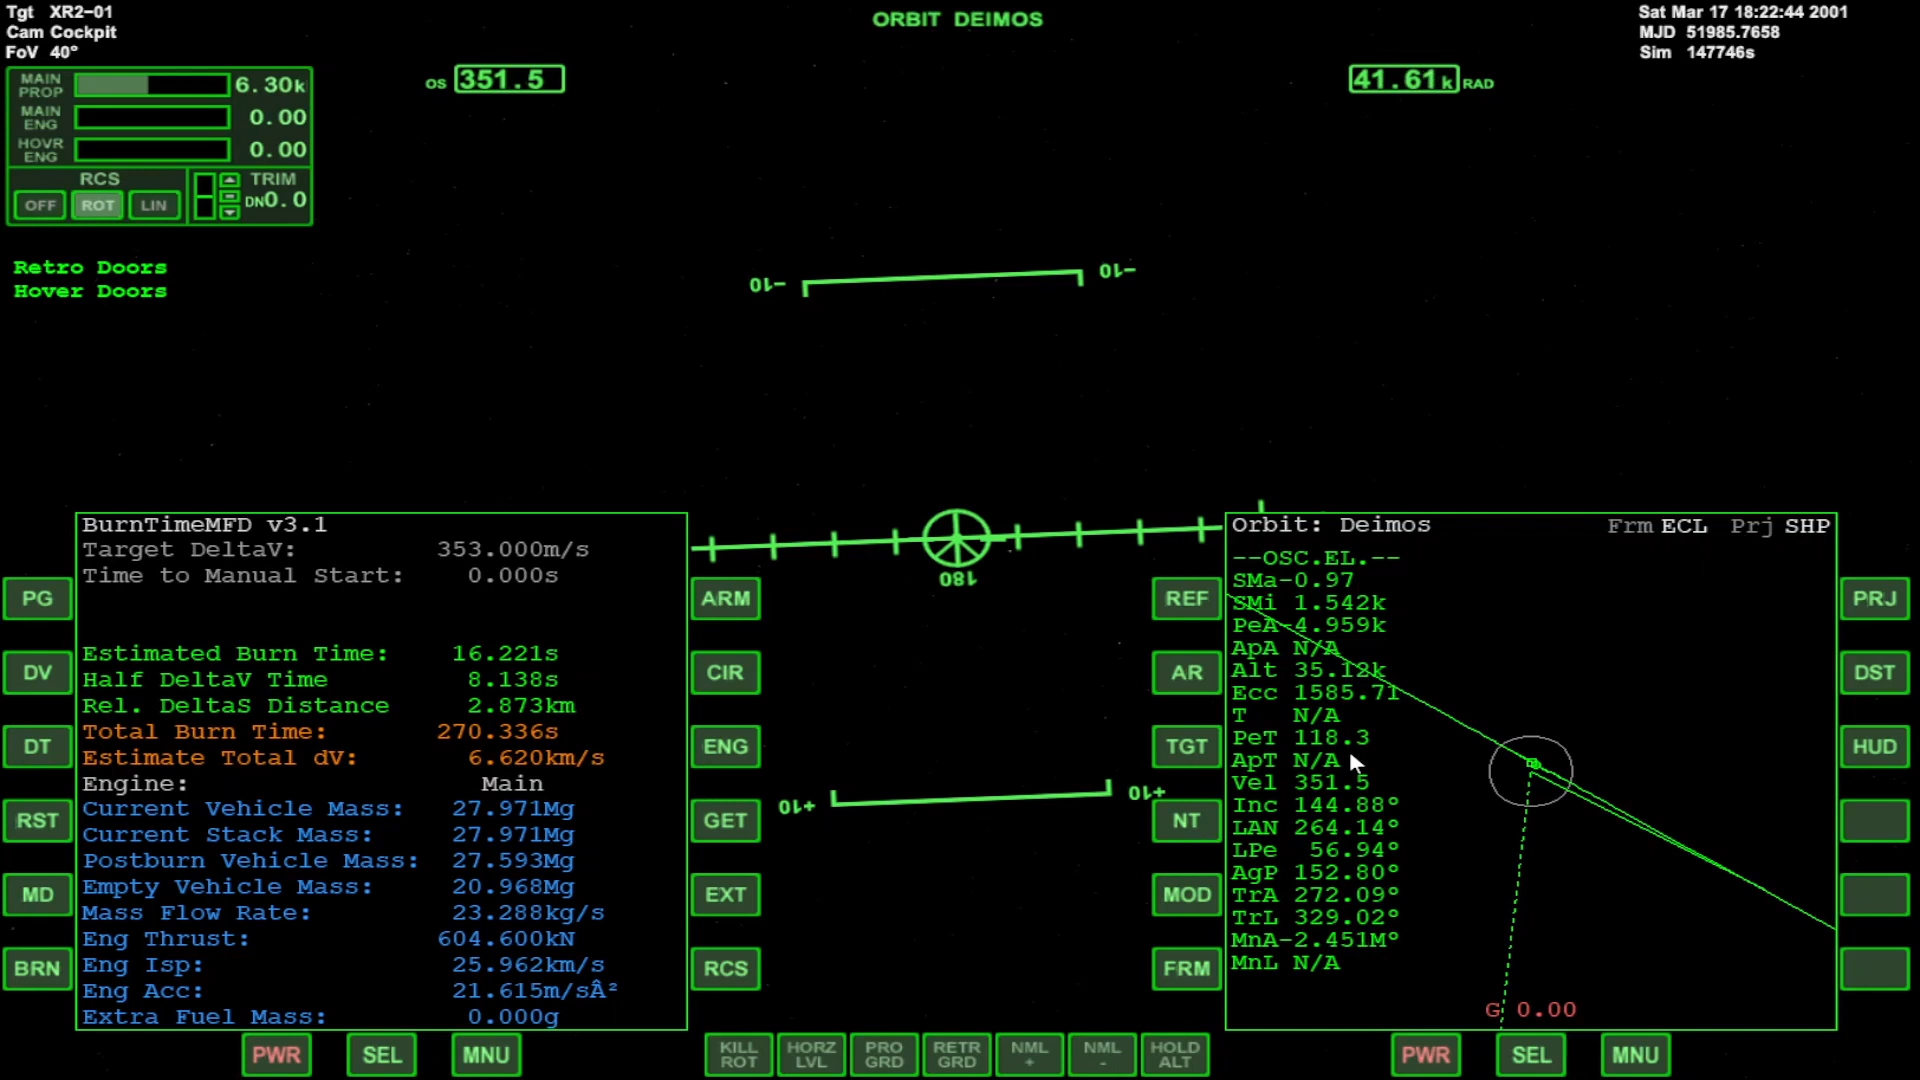 Tgt XR2-01
Cam Cockpit
FoV 40°
ORBIT DEIMOS
Sat Mar 17 18:22:44 2001
MJD 51985.7658
Sim 147746s
MAIN PROP 6.30k
MAIN ENG 0.00
HOVR ENG 0.00
RCS TRIM
OFF ROT LIN DN0.0
OS 351.5
41.61k RAD
Retro Doors
Hover Doors
-10 -10
180
+10 +10
BurnTimeMFD v3.1
Target DeltaV: 353.000m/s
Time to Manual Start: 0.000s
Estimated Burn Time: 16.221s
Half DeltaV Time 8.138s
Rel. DeltaS Distance 2.873km
Total Burn Time: 270.336s
Estimate Total dV: 6.620km/s
Engine: Main
Current Vehicle Mass: 27.971Mg
Current Stack Mass: 27.971Mg
Postburn Vehicle Mass: 27.593Mg
Empty Vehicle Mass: 20.968Mg
Mass Flow Rate: 23.288kg/s
Eng Thrust: 604.600kN
Eng Isp: 25.962km/s
Eng Acc: 21.615m/sÂ²
Extra Fuel Mass: 0.000g
PG
DV
DT
RST
MD
BRN
ARM
CIR
ENG
GET
EXT
RCS
PWR SEL MNU
KILL ROT
HORZ LVL
PRO GRD
RETR GRD
NML +
NML -
HOLD ALT
REF
AR
TGT
NT
MOD
FRM
Orbit: Deimos Frm ECL Prj SHP
--OSC.EL.--
SMa-0.97
SMi 1.542k
PeA-4.959k
ApA N/A
Alt 35.12k
Ecc 1585.71
T N/A
PeT 118.3
ApT N/A
Vel 351.5
Inc 144.88°
LAN 264.14°
LPe 56.94°
AgP 152.80°
TrA 272.09°
TrL 329.02°
MnA-2.451M°
MnL N/A
G 0.00
PRJ
DST
HUD
PWR SEL MNU